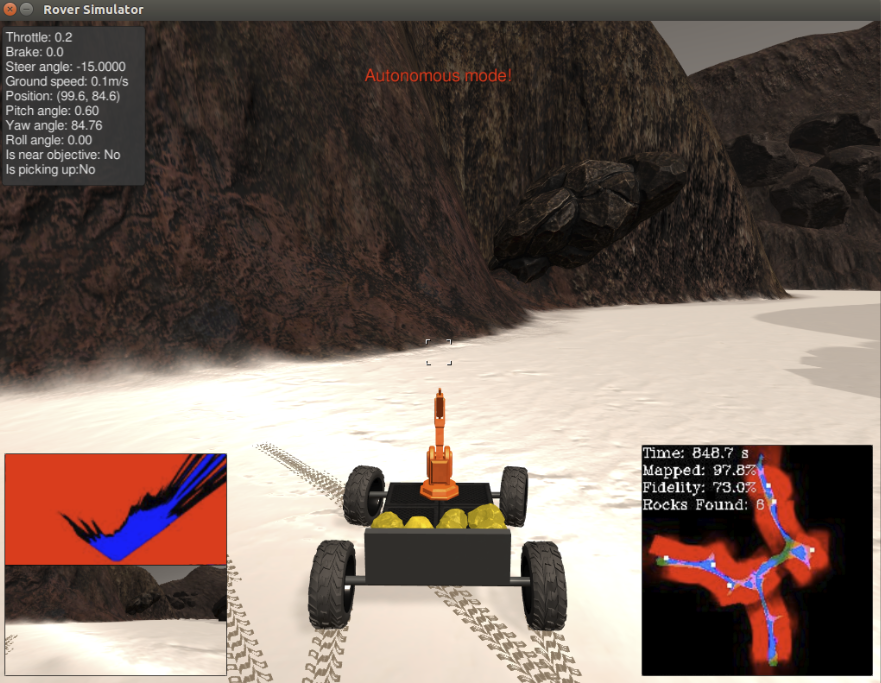 Rover Simulator
Throttle: 0.2
Brake: 0.0
Steer angle: -15.0000
Ground speed: 0.1m/s
Position: (99.6, 84.6)
Pitch angle: 0.60
Yaw angle: 84.76
Roll angle: 0.00
Is near objective: No
Is picking up:No
Autonomous mode!
Time: 848.7 s
Mapped: 97.8%
Fidelity: 73.0%
Rocks Found: 6